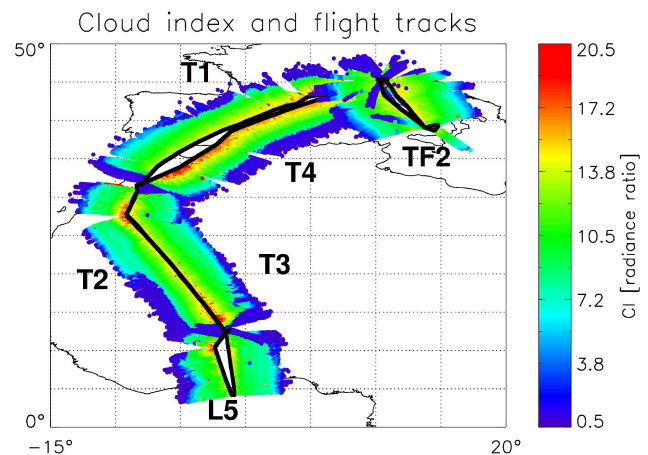 Cloud index and flight tracks
50°
T1
T4
TF2
T2
T3
L5
0°
-15°
20°
20.5
17.2
13.8
10.5
7.2
3.8
0.5
CI [radiance ratio]